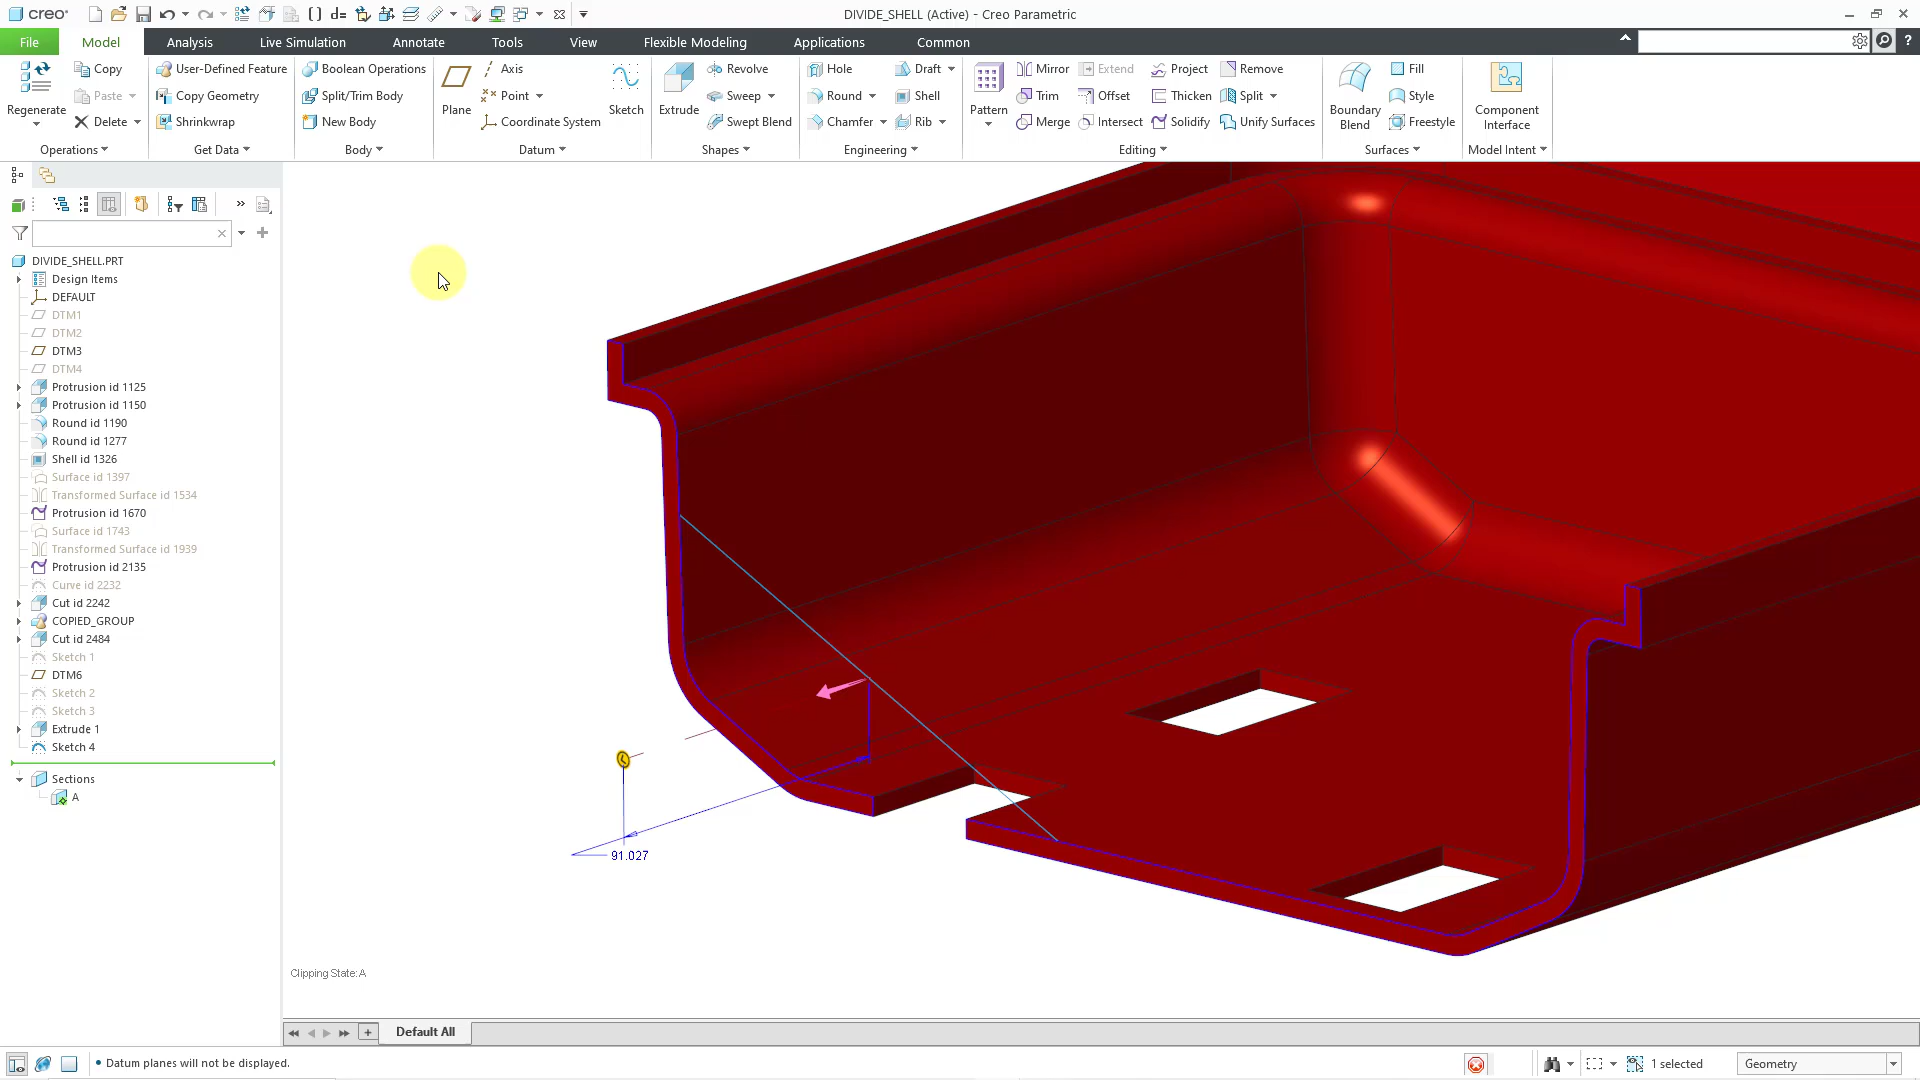 creo
DIVIDE_SHELL (Active) - Creo Parametric
File
Model
Analysis
Live Simulation
Annotate
Tools
View
Flexible Modeling
Applications
Common
Regenerate
Copy
Paste
Delete
Operations
User-Defined Feature
Copy Geometry
Shrinkwrap
Get Data
Boolean Operations
Split/Trim Body
New Body
Body
Plane
Axis
Point
Coordinate System
Sketch
Datum
Extrude
Revolve
Sweep
Swept Blend
Shapes
Hole
Round
Chamfer
Draft
Shell
Rib
Engineering
Pattern
Mirror
Trim
Merge
Extend
Offset
Intersect
Project
Thicken
Solidify
Remove
Split
Unify Surfaces
Editing
Boundary
Blend
Fill
Style
Freestyle
Surfaces
Component
Interface
Model Intent
DIVIDE_SHELL.PRT
Design Items
DEFAULT
DTM1
DTM2
DTM3
DTM4
Protrusion id 1125
Protrusion id 1150
Round id 1190
Round id 1277
Shell id 1326
Surface id 1397
Transformed Surface id 1534
Protrusion id 1670
Surface id 1743
Transformed Surface id 1939
Protrusion id 2135
Curve id 2232
Cut id 2242
COPIED_GROUP
Cut id 2484
Sketch 1
DTM6
Sketch 2
Sketch 3
Extrude 1
Sketch 4
Sections
A
91.027
Clipping State: A
Default All
• Datum planes will not be displayed.
1 selected
Geometry